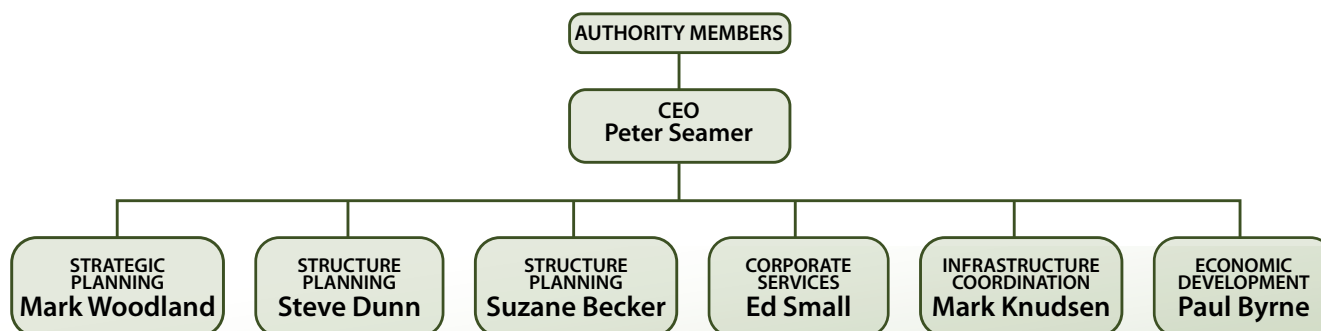 AUTHORITY MEMBERS
CEO
Peter Seamer
STRATEGIC
PLANNING
Mark Woodland
STRUCTURE
PLANNING
Steve Dunn
STRUCTURE
PLANNING
Suzane Becker
CORPORATE
SERVICES
Ed Small
INFRASTRUCTURE
COORDINATION
Mark Knudsen
ECONOMIC
DEVELOPMENT
Paul Byrne